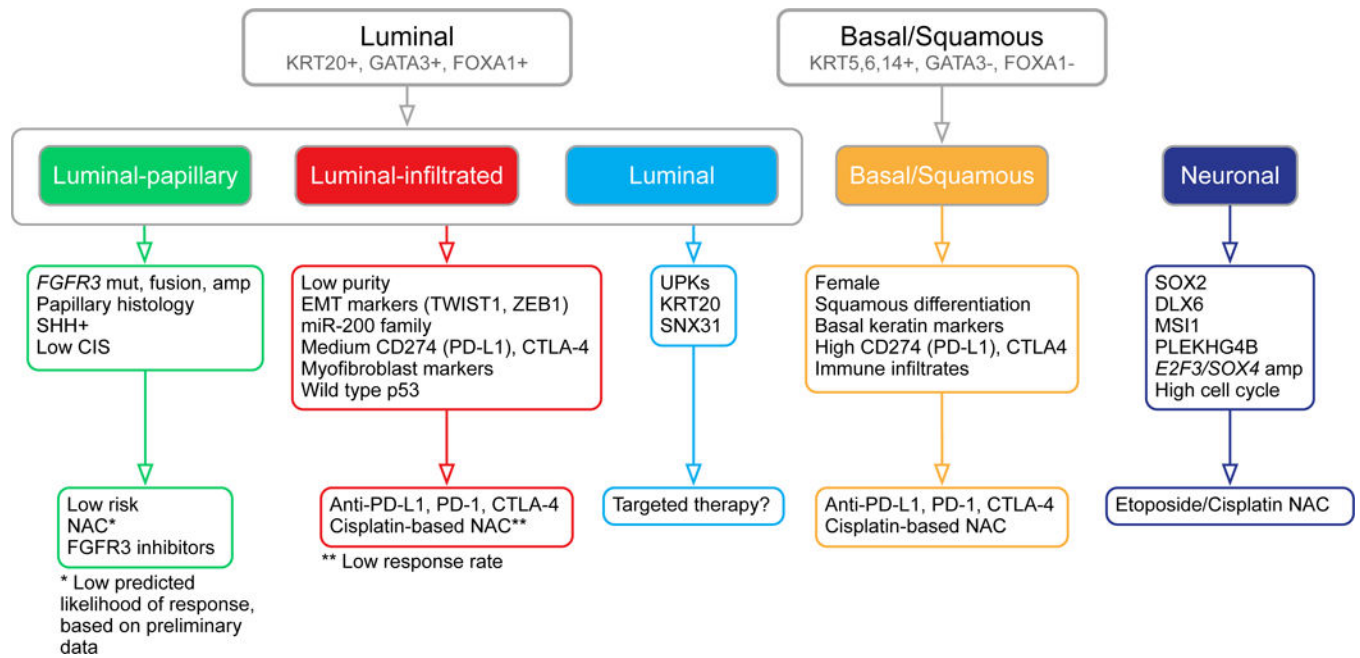 Luminal
KRT20+, GATA3+, FOXA1+
Basal/Squamous
KRT5,6,14+, GATA3-, FOXA1-
Luminal-papillary
Luminal-infiltrated
Luminal
Basal/Squamous
Neuronal
FGFR3 mut, fusion, amp
Papillary histology
SHH+
Low CIS
Low purity
EMT markers (TWIST1, ZEB1)
miR-200 family
Medium CD274 (PD-L1), CTLA-4
Myofibroblast markers
Wild type p53
UPKs
KRT20
SNX31
Female
Squamous differentiation
Basal keratin markers
High CD274 (PD-L1), CTLA4
Immune infiltrates
SOX2
DLX6
MSI1
PLEKHG4B
E2F3/SOX4 amp
High cell cycle
Low risk
NAC*
FGFR3 inhibitors
* Low predicted
likelihood of response,
based on preliminary
data
Anti-PD-L1, PD-1, CTLA-4
Cisplatin-based NAC**
** Low response rate
Targeted therapy?
Anti-PD-L1, PD-1, CTLA-4
Cisplatin-based NAC
Etoposide/Cisplatin NAC